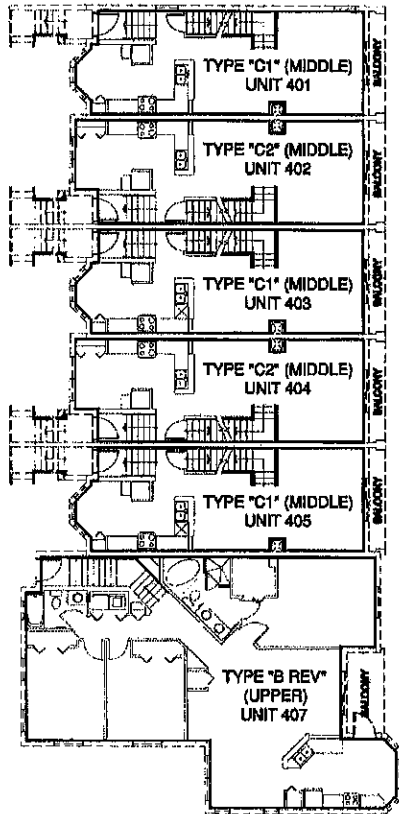 TYPE "C1" (MIDDLE)
UNIT 401
BALCONY
TYPE "C2" (MIDDLE)
UNIT 402
BALCONY
TYPE "C1" (MIDDLE)
UNIT 403
BALCONY
TYPE "C2" (MIDDLE)
UNIT 404
BALCONY
TYPE "C1" (MIDDLE)
UNIT 405
BALCONY
TYPE "B REV"
(UPPER)
UNIT 407
BALCONY